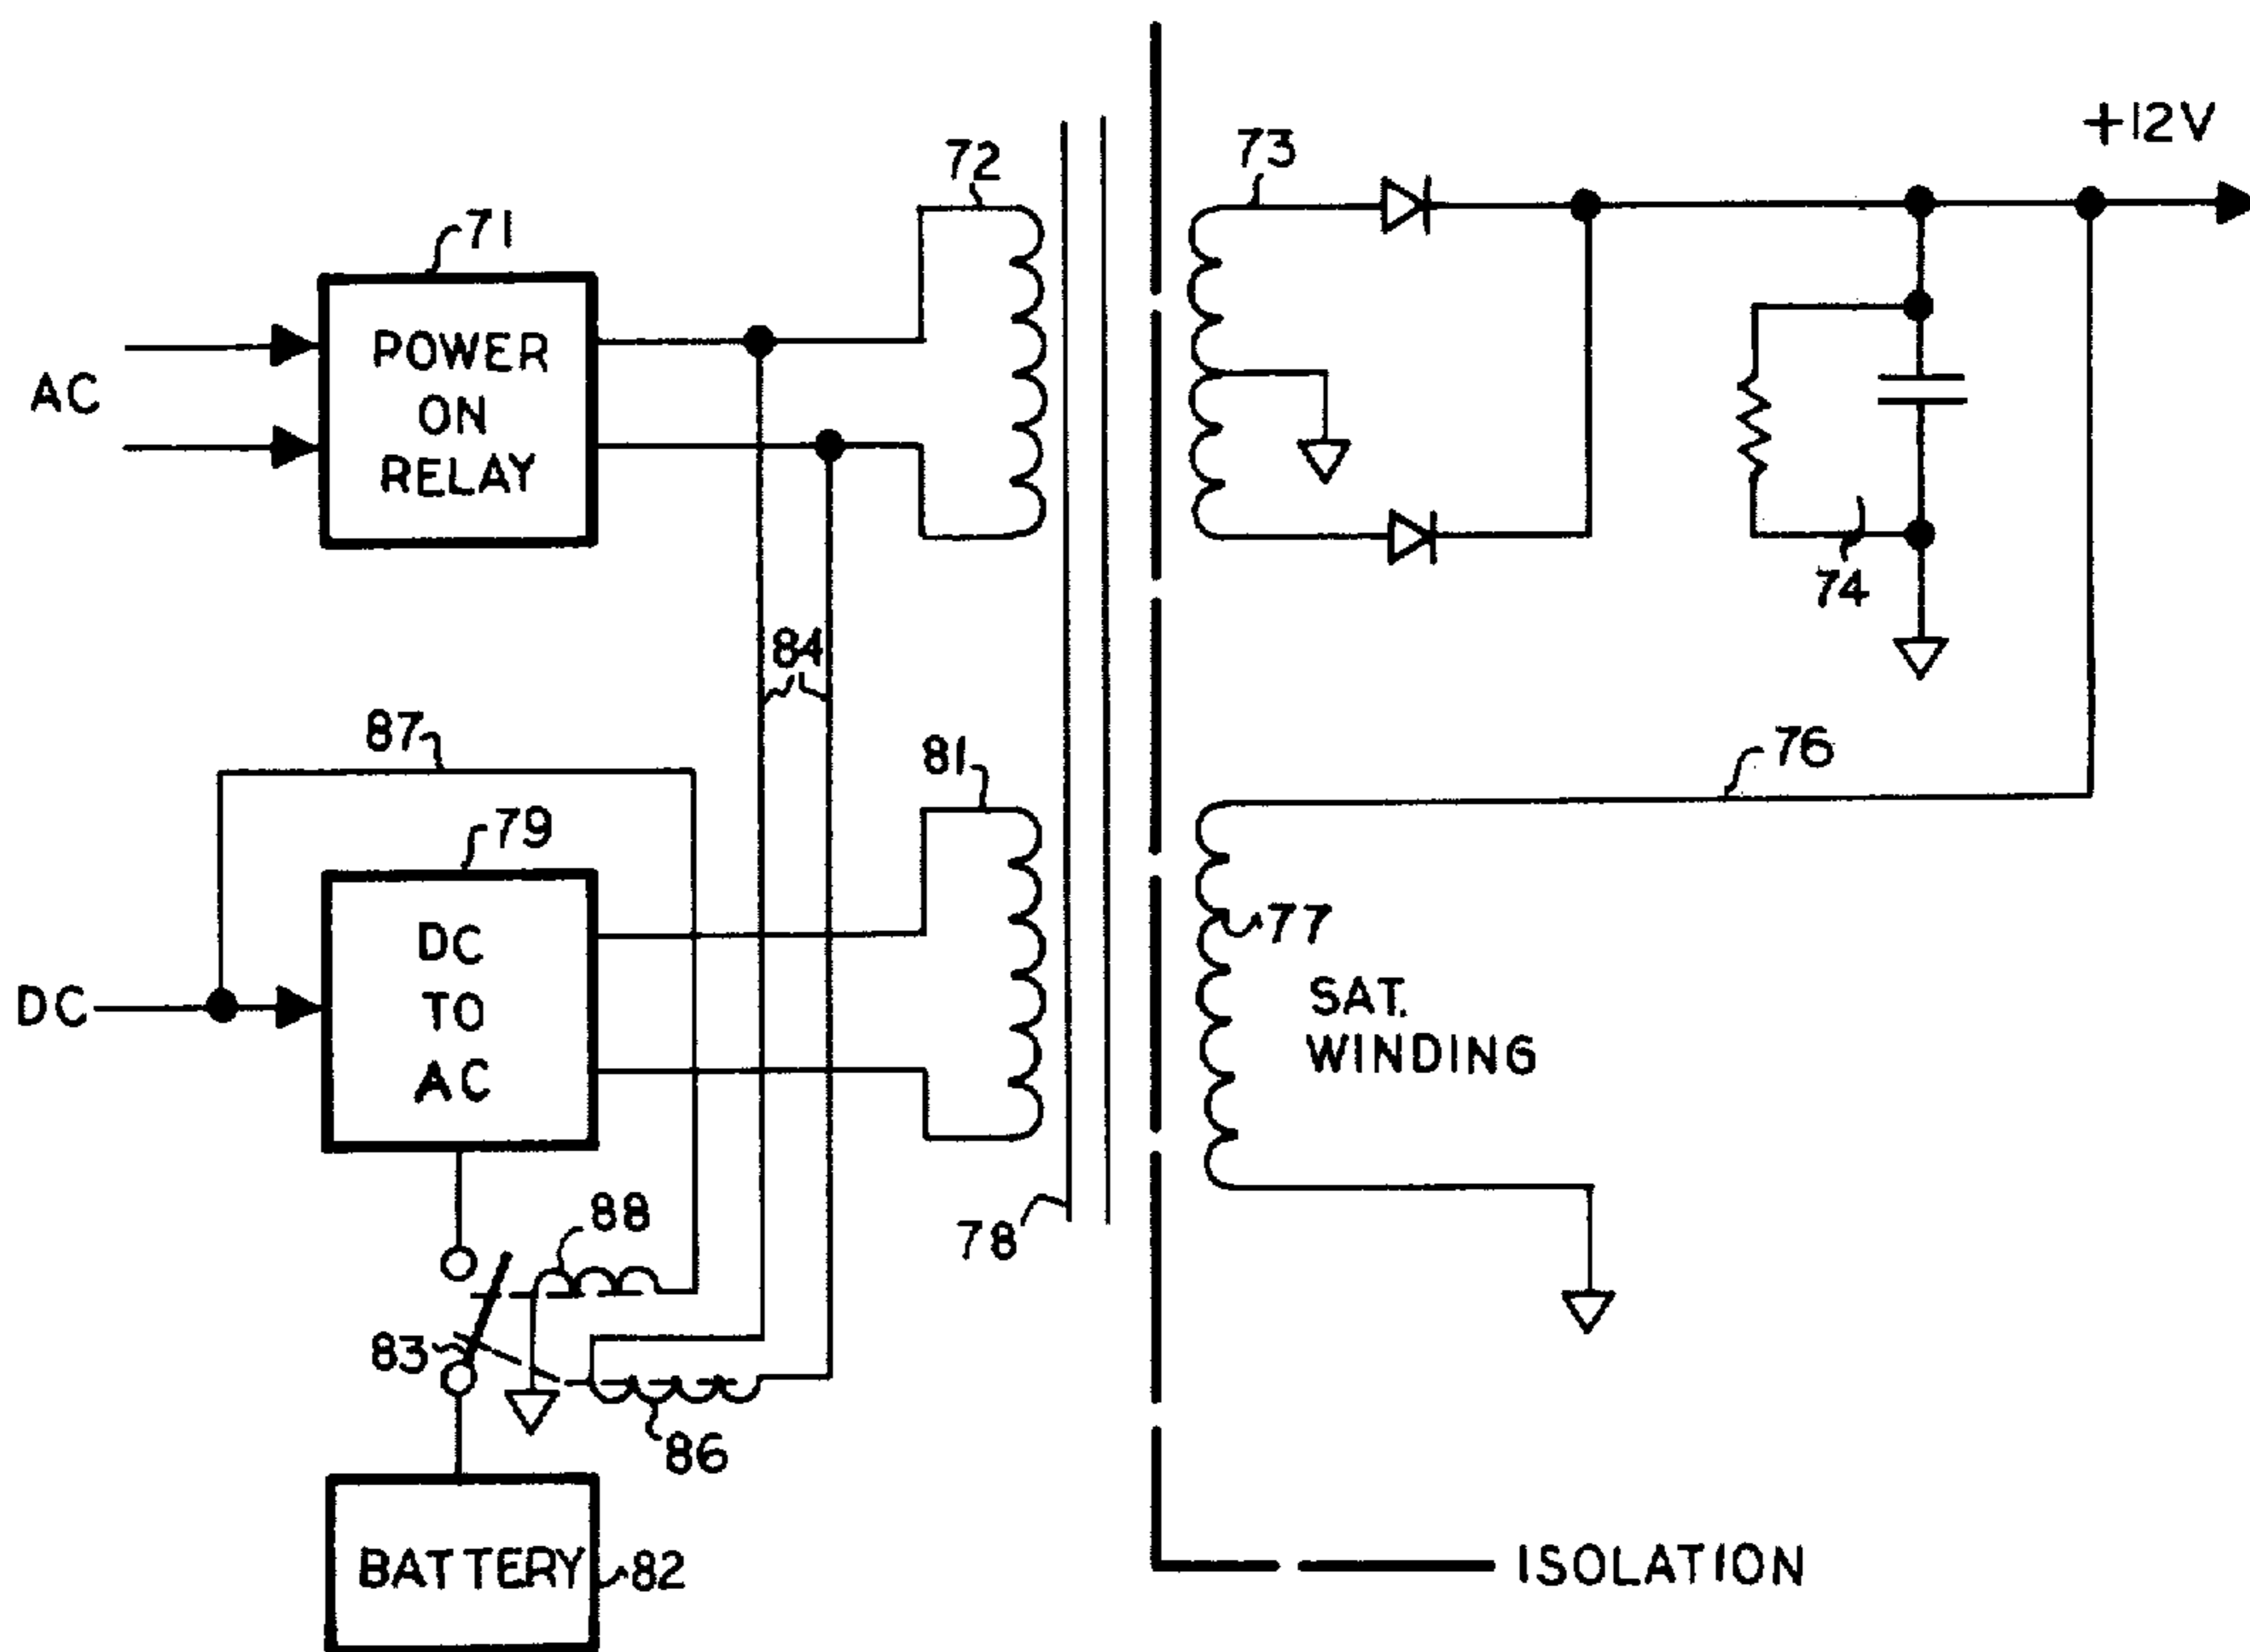 +12V
72
73
71
POWER
ON
RELAY
AC
74
84
87
76
81
79
DC
TO
AC
77
DC
SAT.
WINDING
88
78
83
86
BATTERY
82
ISOLATION